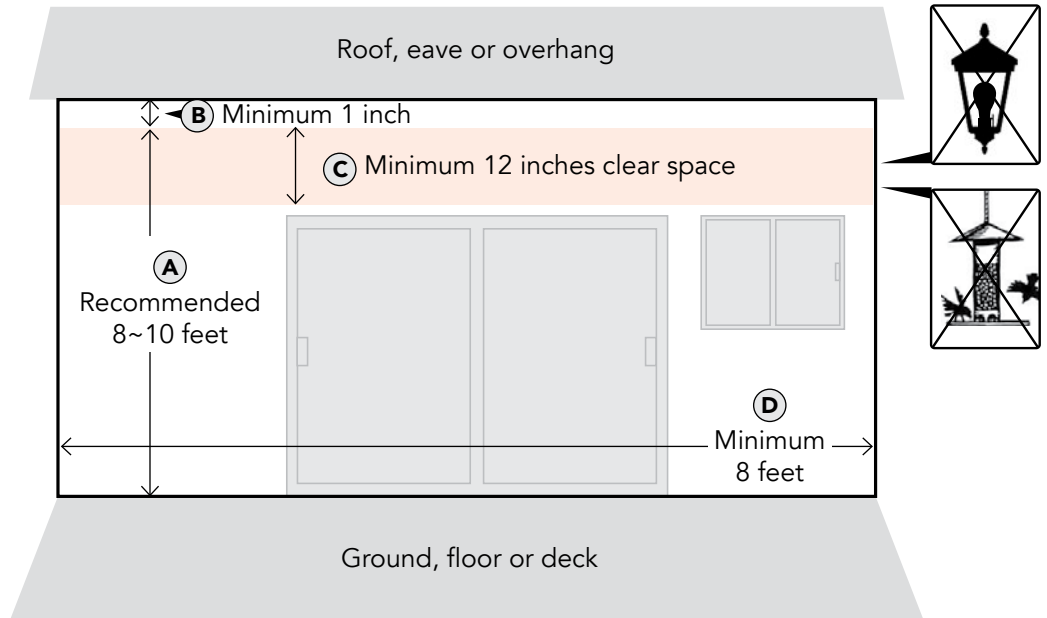 Roof, eave or overhang
B Minimum 1 inch
C Minimum 12 inches clear space
A
Recommended
8~10 feet
D
Minimum
8 feet
Ground, floor or deck